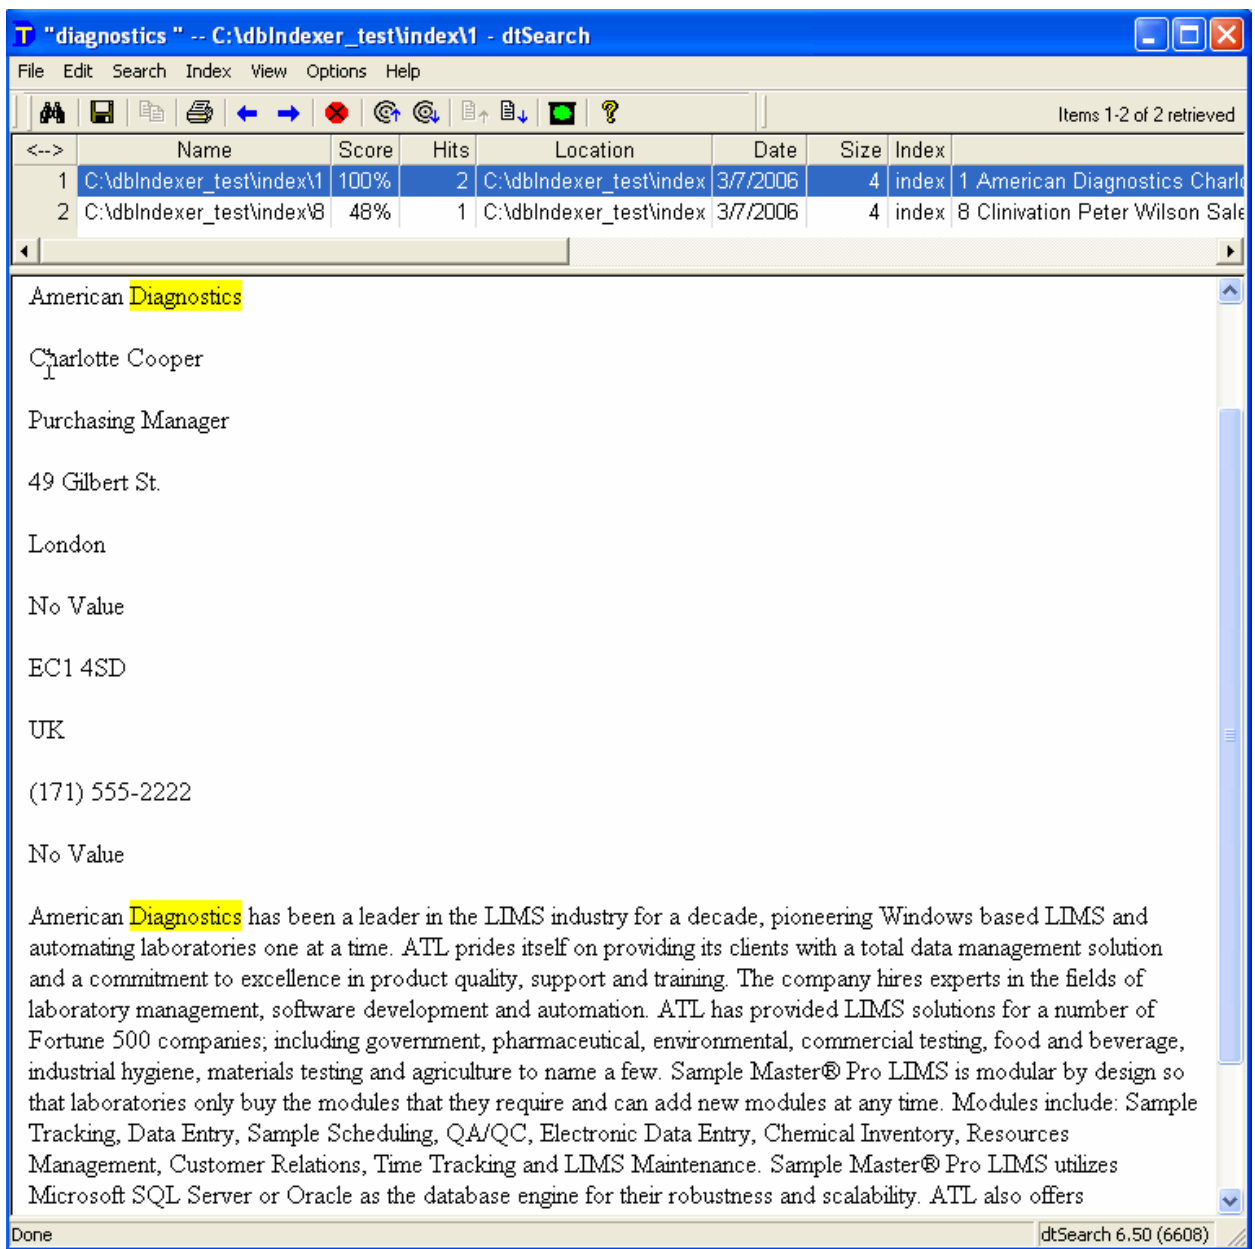 "diagnostics " -- C:\dbIndexer_test\index\1 - dtSearch
File Edit Search Index View Options Help
Items 1-2 of 2 retrieved
<--> Name Score Hits Location Date Size Index
1 C:\dbIndexer_test\index\1 100% 2 C:\dbIndexer_test\index 3/7/2006 4 index 1 American Diagnostics Charlo
2 C:\dbIndexer_test\index\8 48% 1 C:\dbIndexer_test\index 3/7/2006 4 index 8 Clinivation Peter Wilson Sale
American Diagnostics
Charlotte Cooper
Purchasing Manager
49 Gilbert St.
London
No Value
EC1 4SD
UK
(171) 555-2222
No Value
American Diagnostics has been a leader in the LIMS industry for a decade, pioneering Windows based LIMS and
automating laboratories one at a time. ATL prides itself on providing its clients with a total data management solution
and a commitment to excellence in product quality, support and training. The company hires experts in the fields of
laboratory management, software development and automation. ATL has provided LIMS solutions for a number of
Fortune 500 companies; including government, pharmaceutical, environmental, commercial testing, food and beverage,
industrial hygiene, materials testing and agriculture to name a few. Sample Master® Pro LIMS is modular by design so
that laboratories only buy the modules that they require and can add new modules at any time. Modules include: Sample
Tracking, Data Entry, Sample Scheduling, QA/QC, Electronic Data Entry, Chemical Inventory, Resources
Management, Customer Relations, Time Tracking and LIMS Maintenance. Sample Master® Pro LIMS utilizes
Microsoft SQL Server or Oracle as the database engine for their robustness and scalability. ATL also offers
Done dtSearch 6.50 (6608)